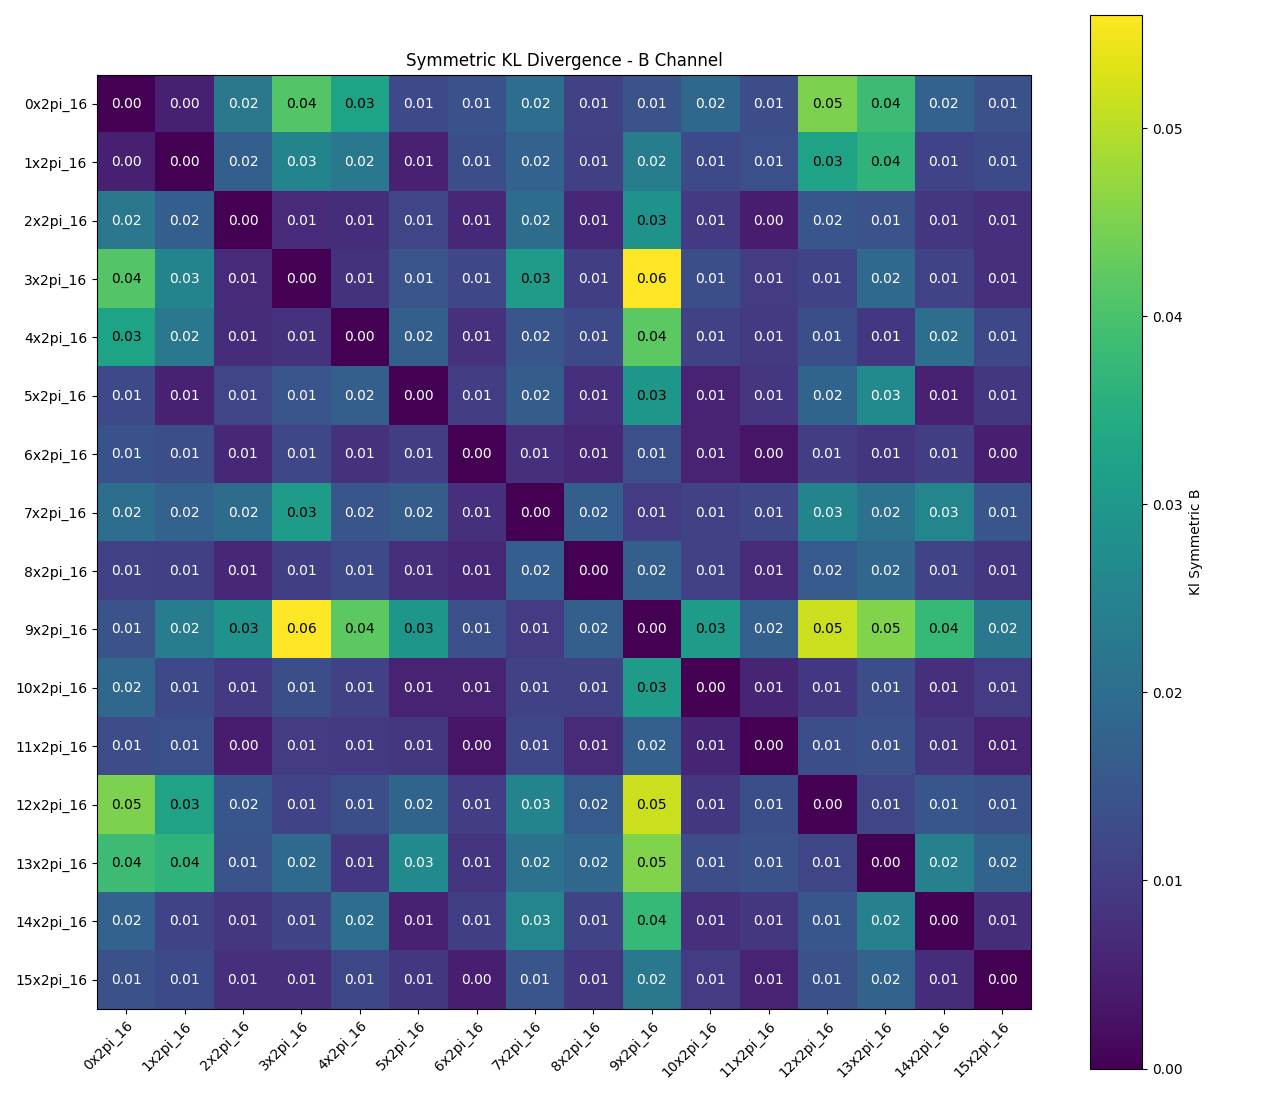 Symmetric KL Divergence - B Channel
0x2pi_16 0.00 0.00 0.02 0.04 0.03 0.01 0.01 0.02 0.01 0.01 0.02 0.01 0.05 0.04 0.02 0.01
1x2pi_16 0.00 0.00 0.02 0.03 0.02 0.01 0.01 0.02 0.01 0.02 0.01 0.01 0.03 0.04 0.01 0.01
2x2pi_16 0.02 0.02 0.00 0.01 0.01 0.01 0.01 0.02 0.01 0.03 0.01 0.00 0.02 0.01 0.01 0.01
3x2pi_16 0.04 0.03 0.01 0.00 0.01 0.01 0.01 0.03 0.01 0.06 0.01 0.01 0.01 0.02 0.01 0.01
4x2pi_16 0.03 0.02 0.01 0.01 0.00 0.02 0.01 0.02 0.01 0.04 0.01 0.01 0.01 0.01 0.02 0.01
5x2pi_16 0.01 0.01 0.01 0.01 0.02 0.00 0.01 0.02 0.01 0.03 0.01 0.01 0.02 0.03 0.01 0.01
6x2pi_16 0.01 0.01 0.01 0.01 0.01 0.01 0.00 0.01 0.01 0.01 0.01 0.00 0.01 0.01 0.01 0.00
7x2pi_16 0.02 0.02 0.02 0.03 0.02 0.02 0.01 0.00 0.02 0.01 0.01 0.01 0.03 0.02 0.03 0.01
8x2pi_16 0.01 0.01 0.01 0.01 0.01 0.01 0.01 0.02 0.00 0.02 0.01 0.01 0.02 0.02 0.01 0.01
9x2pi_16 0.01 0.02 0.03 0.06 0.04 0.03 0.01 0.01 0.02 0.00 0.03 0.02 0.05 0.05 0.04 0.02
10x2pi_16 0.02 0.01 0.01 0.01 0.01 0.01 0.01 0.01 0.01 0.03 0.00 0.01 0.01 0.01 0.01 0.01
11x2pi_16 0.01 0.01 0.00 0.01 0.01 0.01 0.00 0.01 0.01 0.02 0.01 0.00 0.01 0.01 0.01 0.01
12x2pi_16 0.05 0.03 0.02 0.01 0.01 0.02 0.01 0.03 0.02 0.05 0.01 0.01 0.00 0.01 0.01 0.01
13x2pi_16 0.04 0.04 0.01 0.02 0.01 0.03 0.01 0.02 0.02 0.05 0.01 0.01 0.01 0.00 0.02 0.02
14x2pi_16 0.02 0.01 0.01 0.01 0.02 0.01 0.01 0.03 0.01 0.04 0.01 0.01 0.01 0.02 0.00 0.01
15x2pi_16 0.01 0.01 0.01 0.01 0.01 0.01 0.00 0.01 0.01 0.02 0.01 0.01 0.01 0.02 0.01 0.00
0x2pi_16 1x2pi_16 2x2pi_16 3x2pi_16 4x2pi_16 5x2pi_16 6x2pi_16 7x2pi_16 8x2pi_16 9x2pi_16 10x2pi_16 11x2pi_16 12x2pi_16 13x2pi_16 14x2pi_16 15x2pi_16
0.05
0.04
0.03
0.02
0.01
0.00
Kl Symmetric B